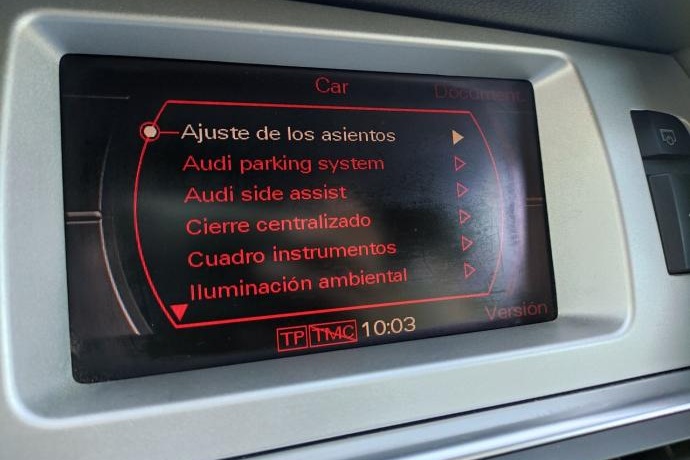 Car
Document.
Ajuste de los asientos
Audi parking system
Audi side assist
Cierre centralizado
Cuadro instrumentos
Iluminación ambiental
Versión
TP TMC 10:03